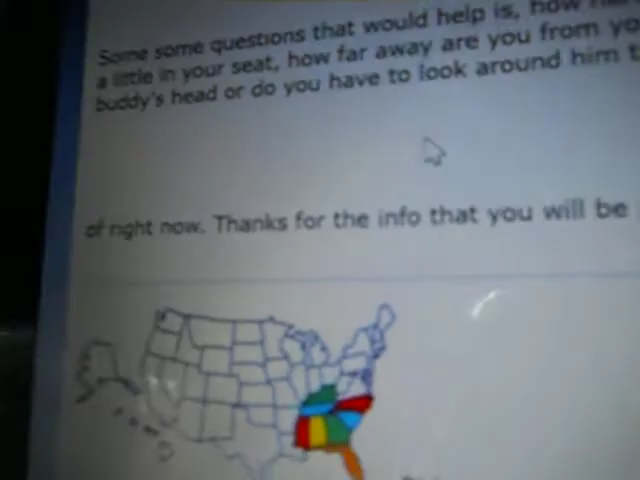 Some some questions that would help is, how
a little in your seat, how far away are you from
buddy's head or do you have to look around him
of right now. Thanks for the info that you will be